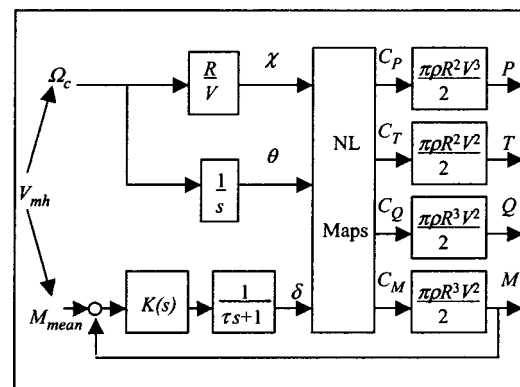 Ω_c
R/V
χ
NL
Maps
C_P
πρR²V³/2
P
θ
1/s
C_T
πρR²V²/2
T
V_mh
C_Q
πρR³V²/2
Q
M_mean
K(s)
1/(τs+1)
δ
C_M
πρR³V²/2
M